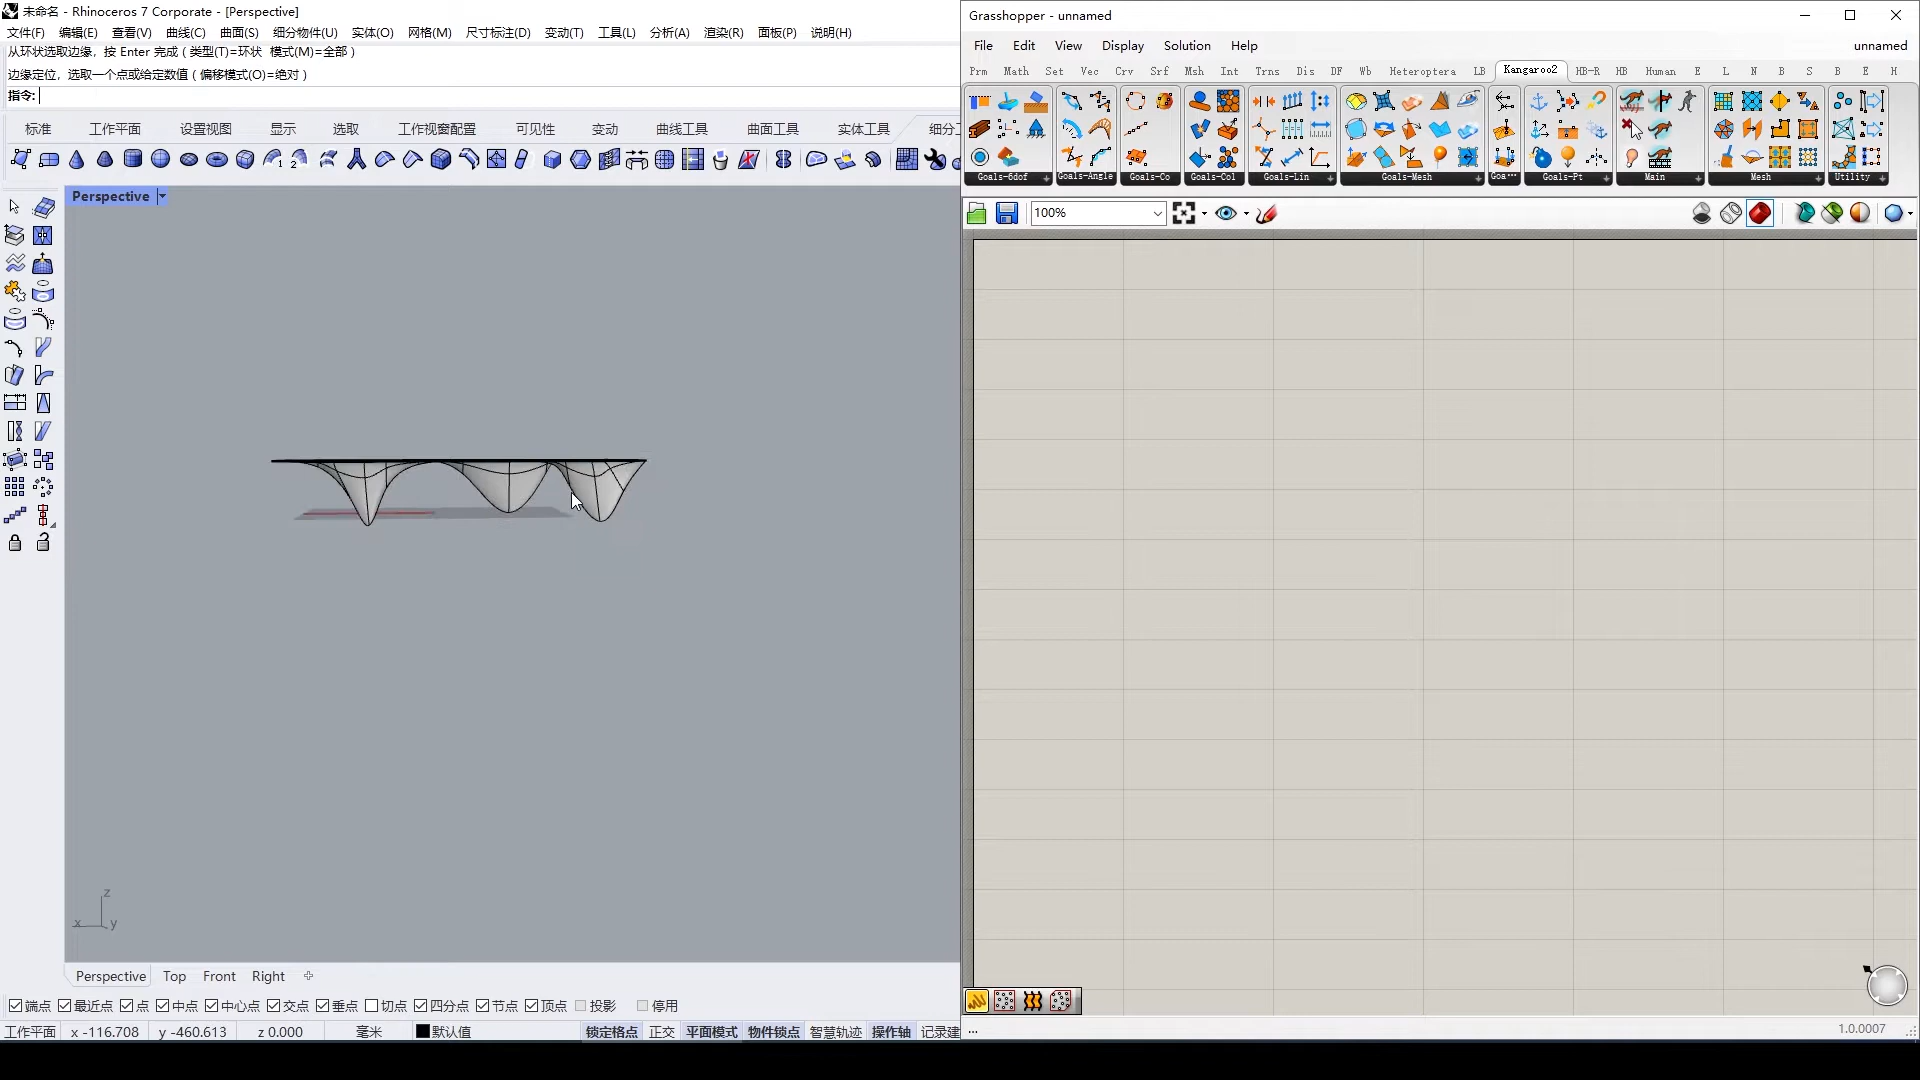 未命名 - Rhinoceros 7 Corporate - [Perspective]
文件(F) 编辑(E) 查看(V) 曲线(C) 曲面(S) 细分物件(U) 实体(O) 网格(M) 尺寸标注(D) 变动(T) 工具(L) 分析(A) 渲染(R) 面板(P) 说明(H)
从环状选取边缘，按 Enter 完成 ( 类型(T)=环状 模式(M)=全部 )
边缘定位，选取一个点或给定数值 ( 偏移模式(O)=绝对 )
指令:
标准 工作平面 设置视图 显示 选取 工作视窗配置 可见性 变动 曲线工具 曲面工具 实体工具 细分工
Perspective
z
x y
Perspective Top Front Right
端点 最近点 点 中点 中心点 交点 垂点 切点 四分点 节点 顶点 投影 停用
工作平面 x -116.708 y -460.613 z 0.000 毫米 默认值 锁定格点 正交 平面模式 物件锁点 智慧轨迹 操作轴 记录建
Grasshopper - unnamed
File Edit View Display Solution Help unnamed
Prm Math Set Vec Crv Srf Msh Int Trns Dis DF Wb Heteroptera LB Kangaroo2 HB-R HB Human E L N B S B E H
Goals-6dof Goals-Angle Goals-Co Goals-Col Goals-Lin Goals-Mesh Goa··· Goals-Pt Main Mesh Utility
100%
...
1.0.0007